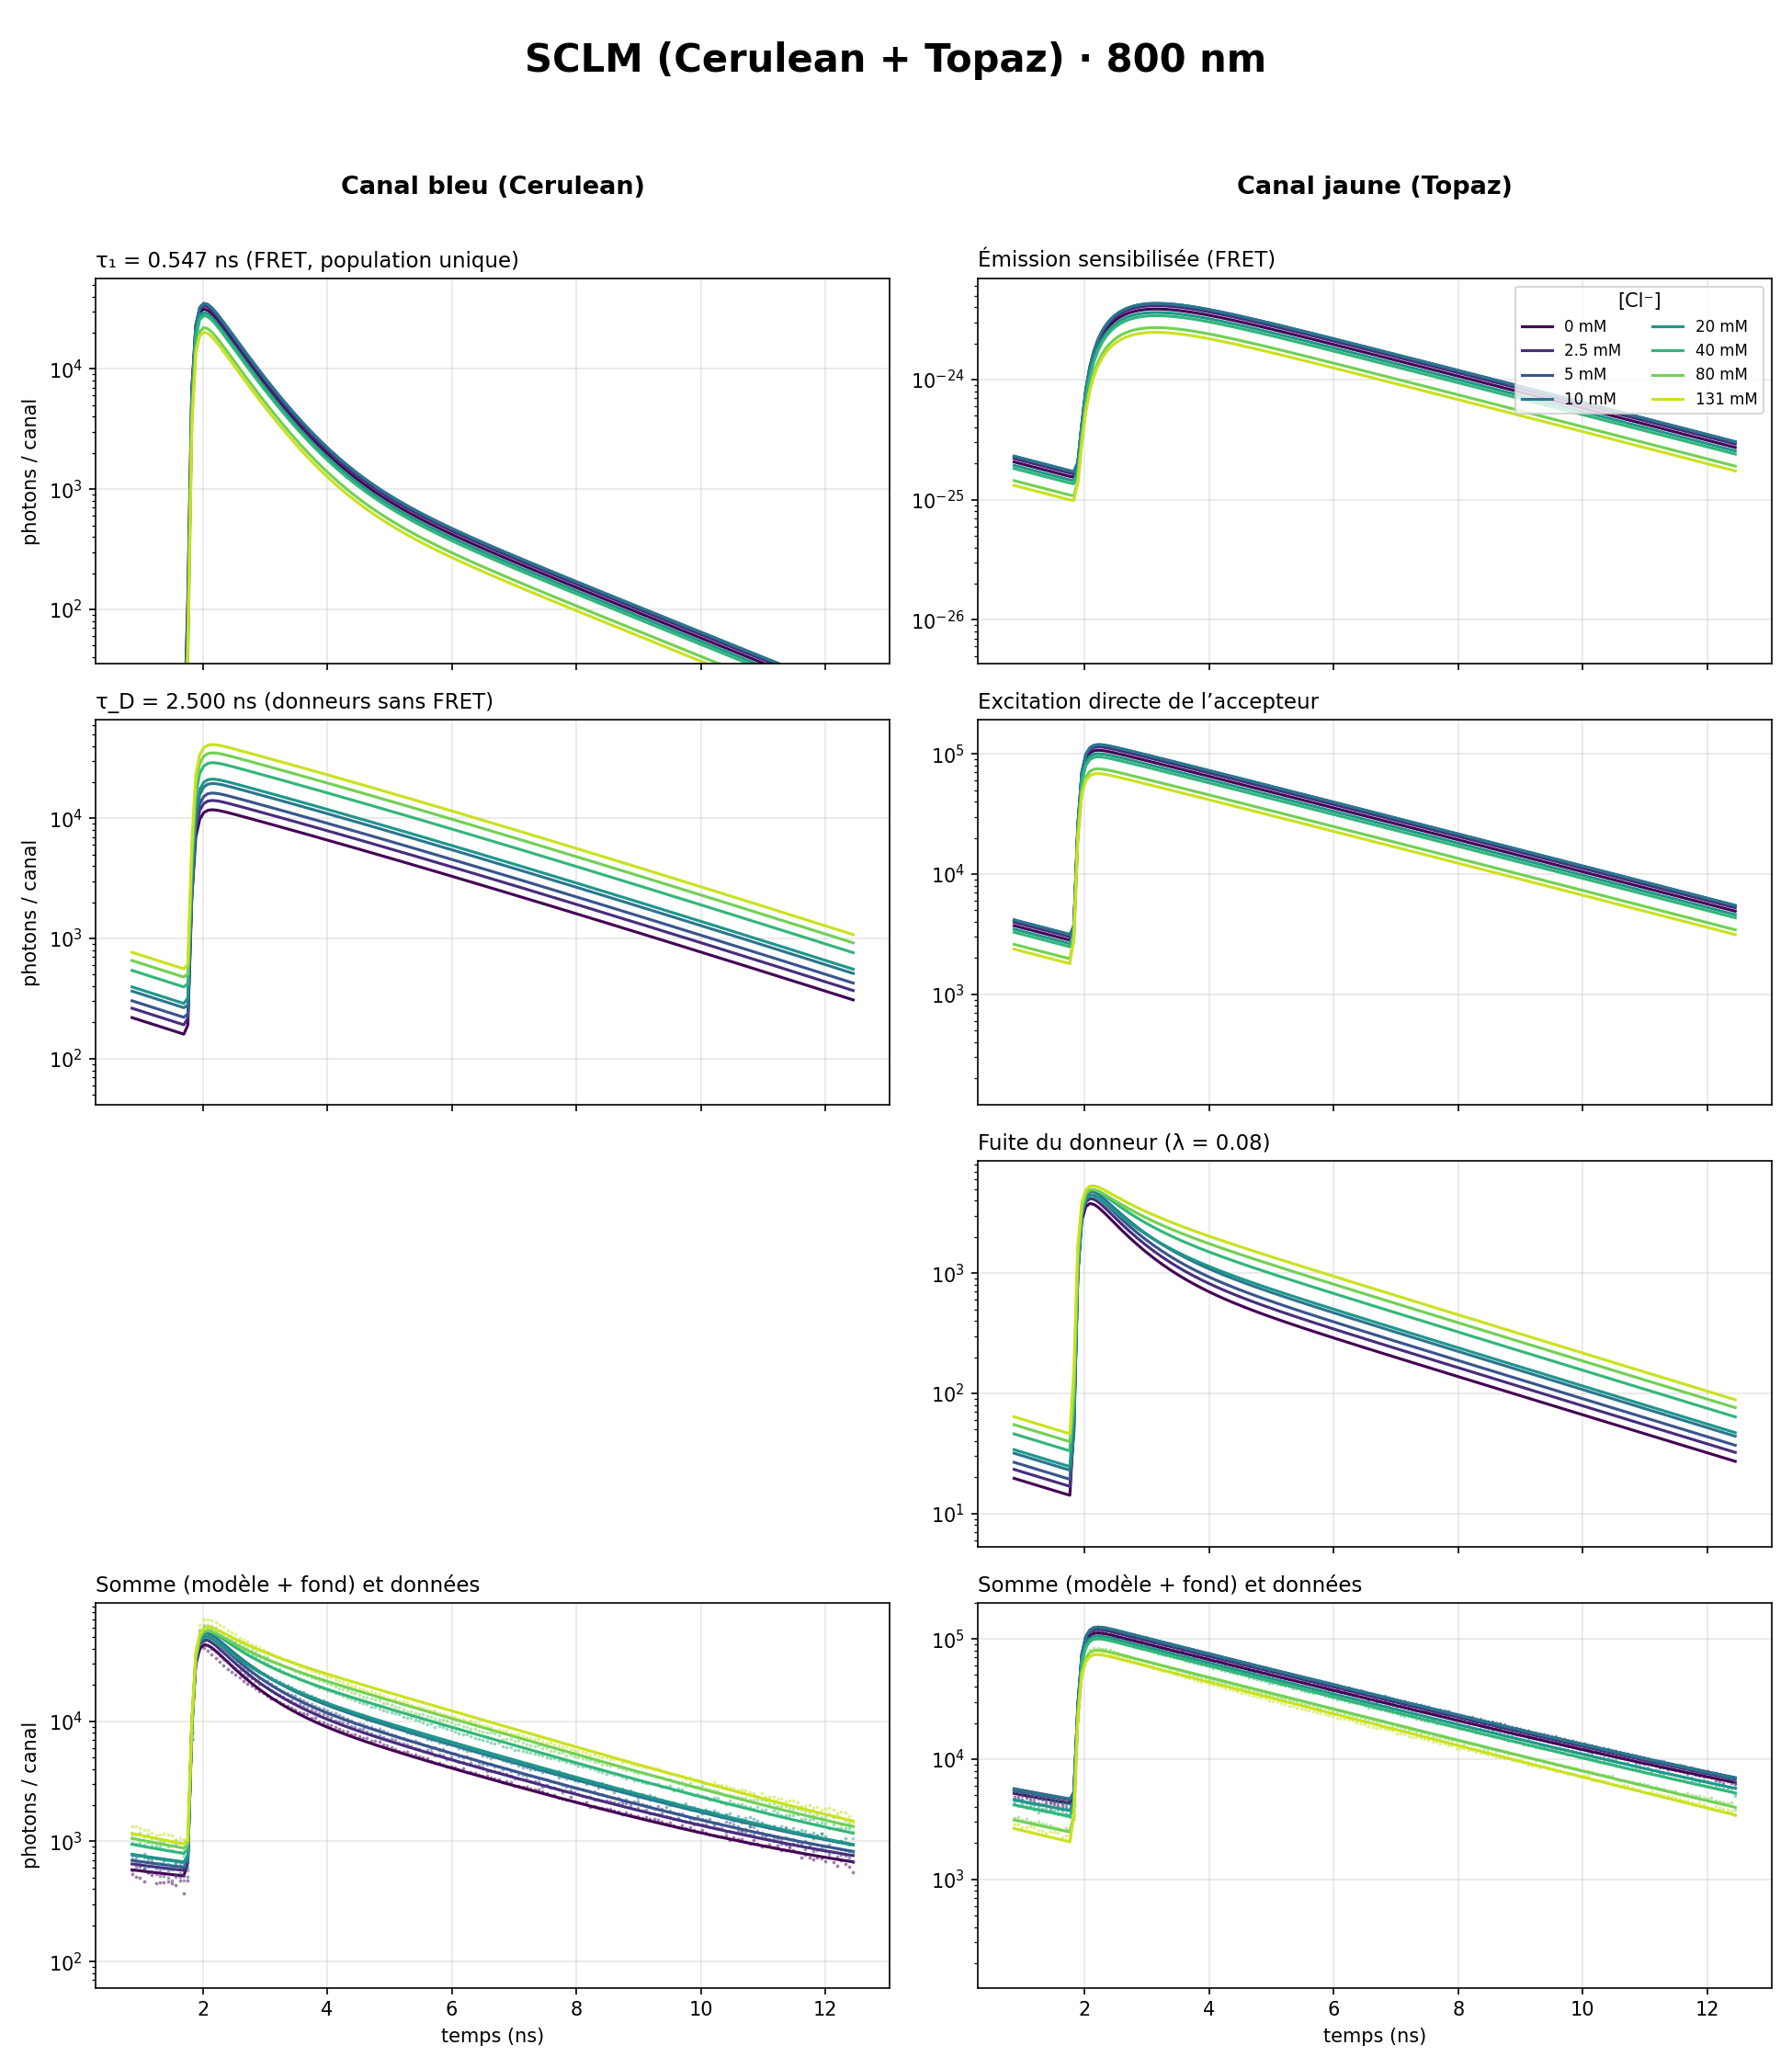 SCLM (Cerulean + Topaz) · 800 nm
Canal bleu (Cerulean)
Canal jaune (Topaz)
τ₁ = 0.547 ns (FRET, population unique)
photons / canal
10⁴
10³
10²
Émission sensibilisée (FRET)
[Cl⁻]
0 mM
2.5 mM
5 mM
10 mM
20 mM
40 mM
80 mM
131 mM
10⁻²⁴
10⁻²⁵
10⁻²⁶
τ_D = 2.500 ns (donneurs sans FRET)
photons / canal
10⁴
10³
10²
Excitation directe de l’accepteur
10⁵
10⁴
10³
Fuite du donneur (λ = 0.08)
10³
10²
10¹
Somme (modèle + fond) et données
photons / canal
10⁴
10³
10²
2 4 6 8 10 12
temps (ns)
Somme (modèle + fond) et données
10⁵
10⁴
10³
2 4 6 8 10 12
temps (ns)